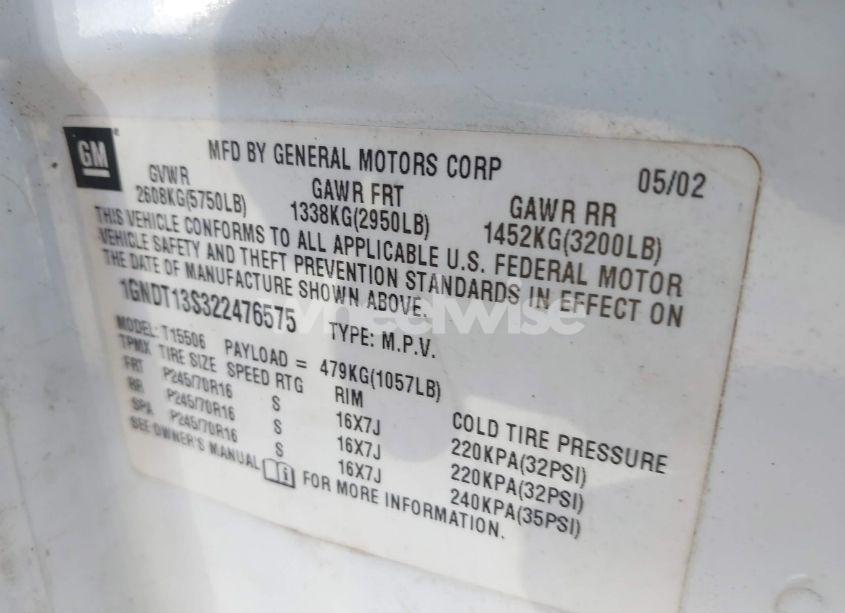 GM
MFD BY GENERAL MOTORS CORP 05/02
GVWR GAWR FRT GAWR RR
2608KG(5750LB) 1338KG(2950LB) 1452KG(3200LB)
THIS VEHICLE CONFORMS TO ALL APPLICABLE U.S. FEDERAL MOTOR
VEHICLE SAFETY AND THEFT PREVENTION STANDARDS IN EFFECT ON
THE DATE OF MANUFACTURE SHOWN ABOVE.
1GNDT13S322476575 TYPE: M.P.V.
wheelwise
MODEL: T15506 PAYLOAD = 479KG(1057LB)
TPMX TIRE SIZE SPEED RTG RIM COLD TIRE PRESSURE
FRT P245/70R16 S 16X7J 220KPA(32PSI)
RR P245/70R16 S 16X7J 220KPA(32PSI)
SPA P245/70R16 S 16X7J 240KPA(35PSI)
SEE OWNER'S MANUAL FOR MORE INFORMATION.